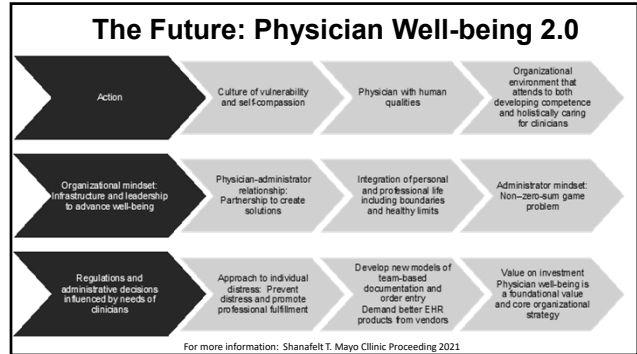 The Future: Physician Well-being 2.0
Action
Culture of vulnerability
and self-compassion
Physician with human
qualities
Organizational
environment that
attends to both
developing competence
and holistically caring
for clinicians
Organizational mindset:
Infrastructure and leadership
to advance well-being
Physician-administrator
relationship:
Partnership to create
solutions
Integration of personal
and professional life
including boundaries
and healthy limits
Administrator mindset:
Non–zero-sum game
problem
Regulations and
administrative decisions
influenced by needs of
clinicians
Approach to individual
distress: Prevent
distress and promote
professional fulfillment
Develop new models of
team-based
documentation and
order entry
Demand better EHR
products from vendors
Value on investment
Physician well-being is
a foundational value
and core organizational
strategy
For more information: Shanafelt T. Mayo Cllinic Proceeding 2021